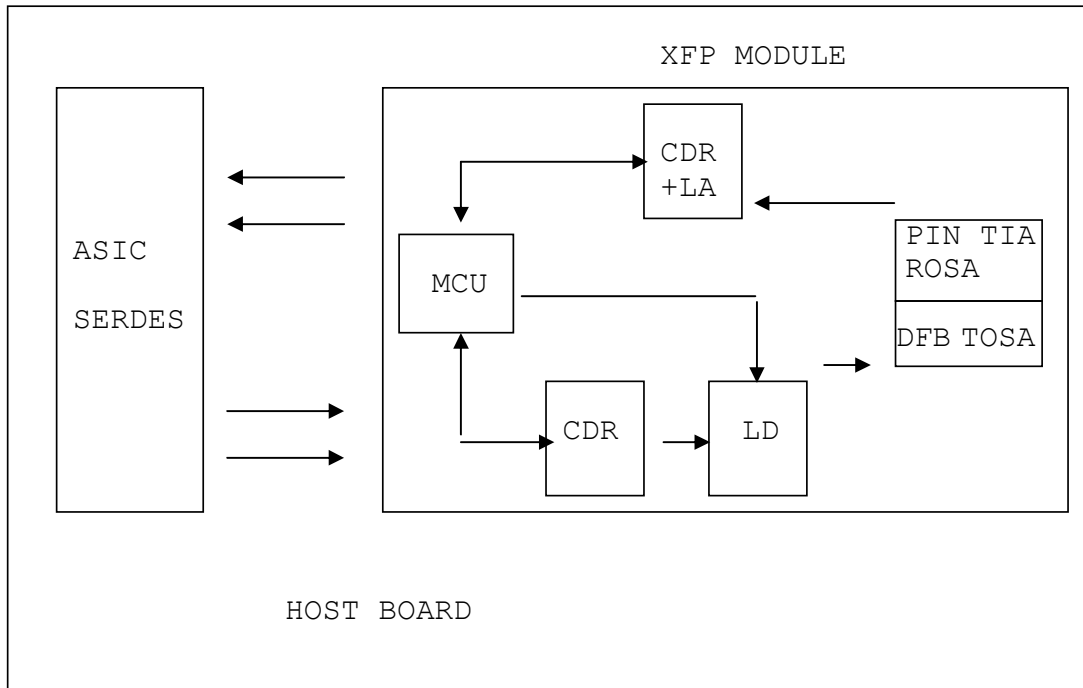 XFP MODULE
ASIC
SERDES
CDR
+LA
MCU
PIN TIA
ROSA
DFB TOSA
CDR
LD
HOST BOARD